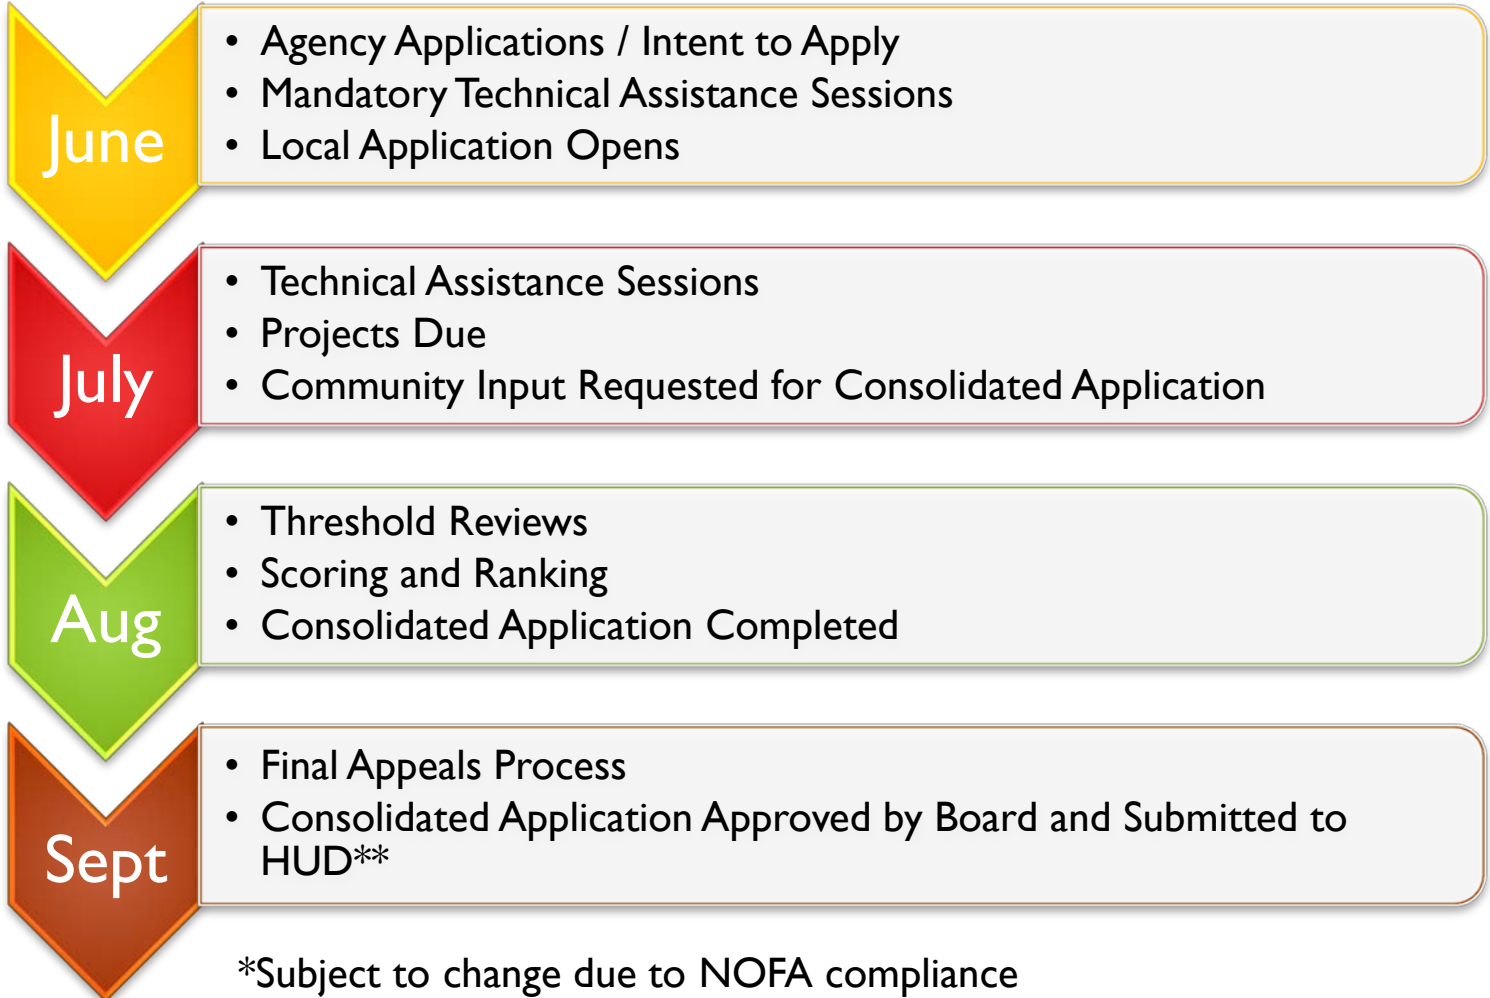 June
• Agency Applications / Intent to Apply
• Mandatory Technical Assistance Sessions
• Local Application Opens
July
• Technical Assistance Sessions
• Projects Due
• Community Input Requested for Consolidated Application
Aug
• Threshold Reviews
• Scoring and Ranking
• Consolidated Application Completed
Sept
• Final Appeals Process
• Consolidated Application Approved by Board and Submitted to
HUD**
*Subject to change due to NOFA compliance